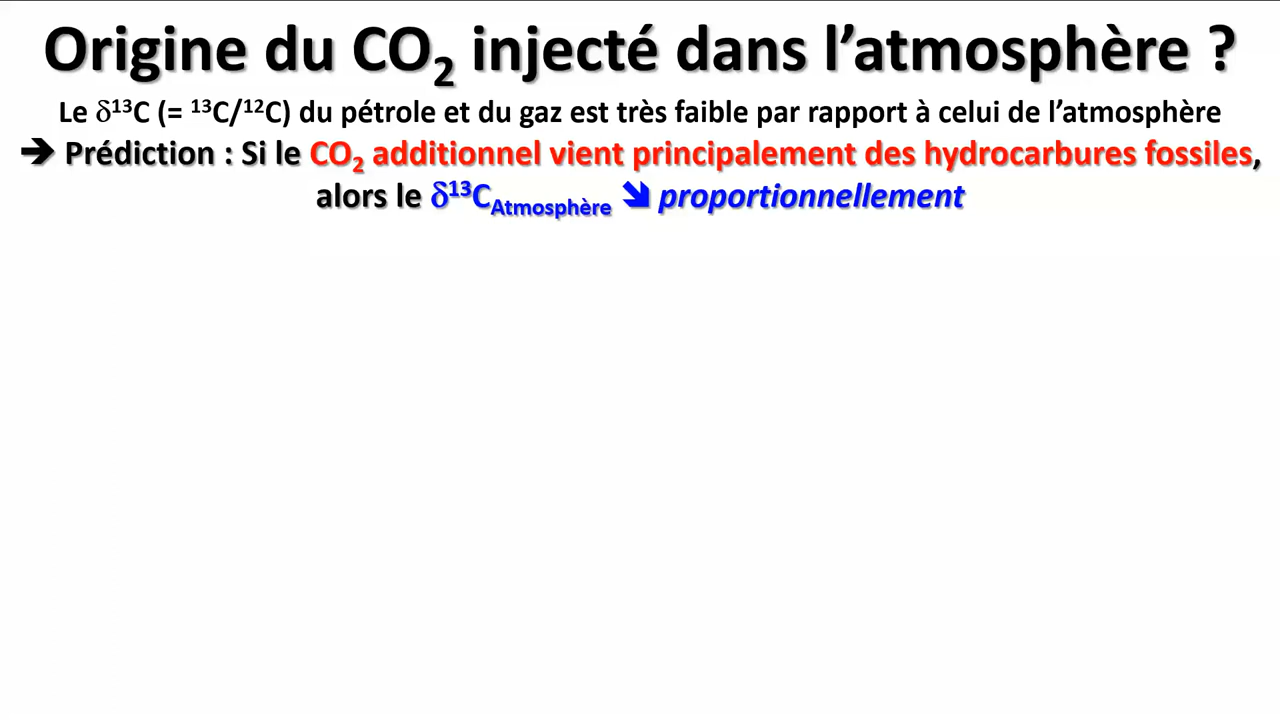 Origine du CO₂ injecté dans l’atmosphère ?
Le δ¹³C (= ¹³C/¹²C) du pétrole et du gaz est très faible par rapport à celui de l’atmosphère
➔ Prédiction : Si le CO₂ additionnel vient principalement des hydrocarbures fossiles,
alors le δ¹³C_Atmosphère ➘ proportionnellement